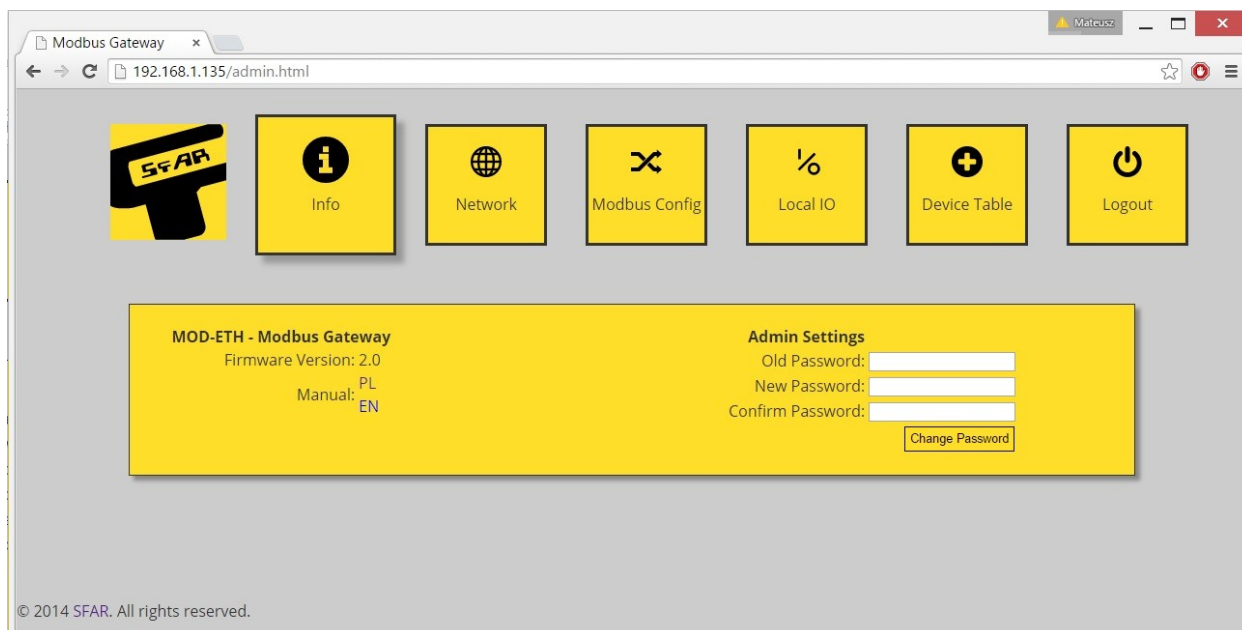 Mateusz
Modbus Gateway
192.168.1.135/admin.html
SFAR
Info
Network
Modbus Config
Local IO
Device Table
Logout
MOD-ETH - Modbus Gateway
Firmware Version: 2.0
Manual: PL
EN
Admin Settings
Old Password:
New Password:
Confirm Password:
Change Password
© 2014 SFAR. All rights reserved.